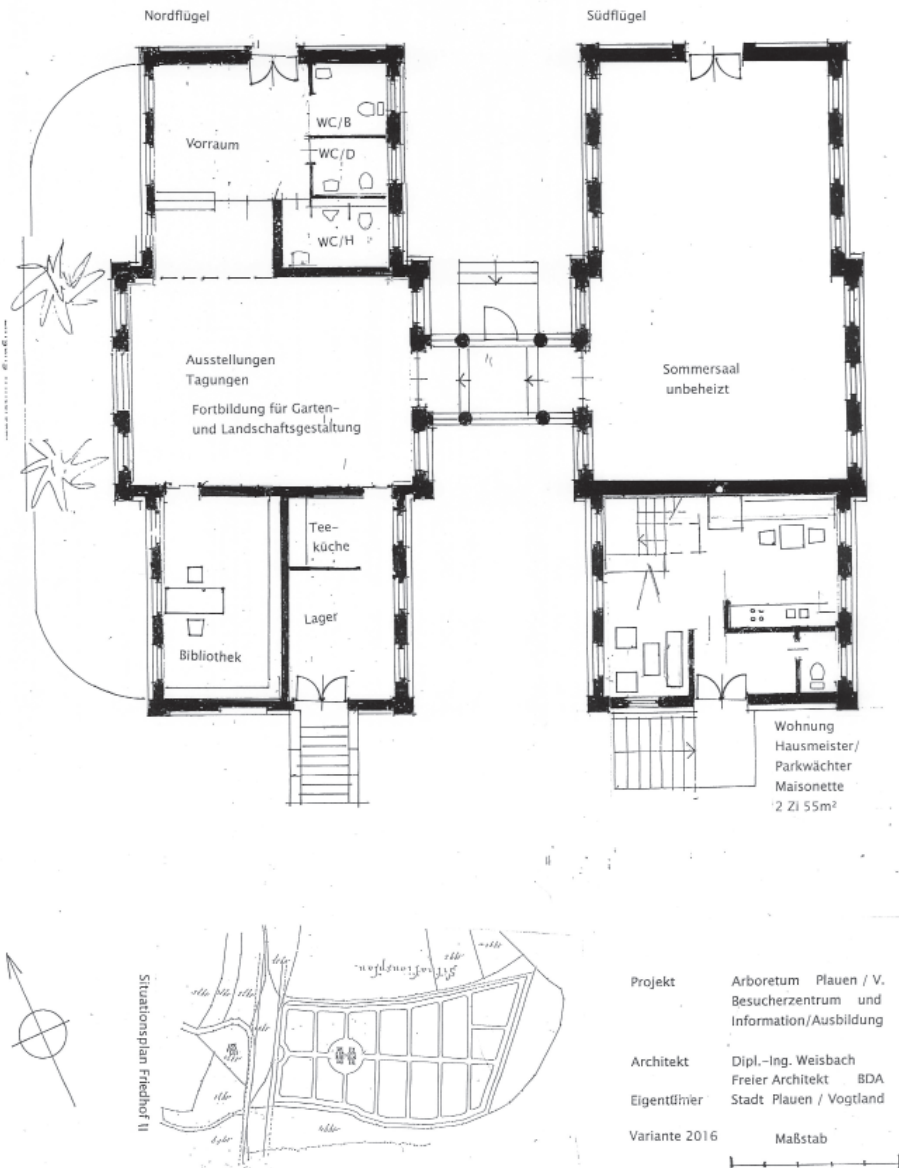 Nordflügel
Südflügel
WC/B
Vorraum
WC/D
WC/H
Ausstellungen
Tagungen
Fortbildung für Garten-
und Landschaftsgestaltung
Sommersaal
unbeheizt
Tee-
küche
Lager
Bibliothek
Wohnung
Hausmeister/
Parkwächter
Maisonette
2 Zi 55m²
Situationsplan Friedhof II
Situationsplan.
Projekt Arboretum Plauen / V.
Besucherzentrum und
Information/Ausbildung
Architekt Dipl.-Ing. Weisbach
Freier Architekt BDA
Eigentümer Stadt Plauen / Vogtland
Variante 2016 Maßstab